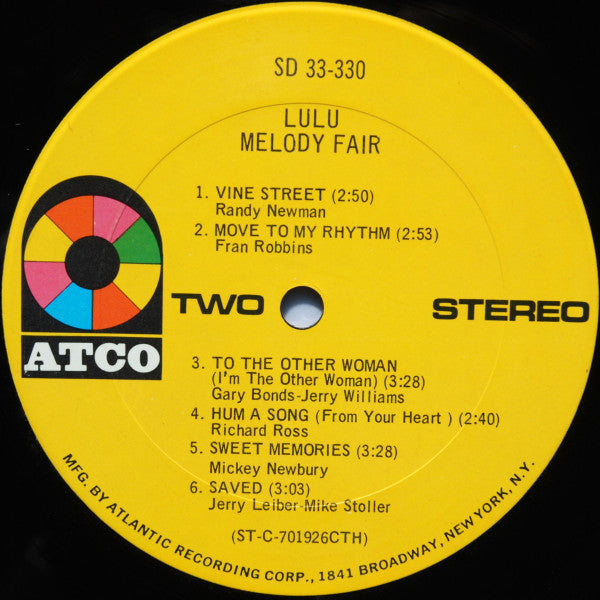 SD 33-330
LULU
MELODY FAIR
1. VINE STREET (2:50)
Randy Newman
2. MOVE TO MY RHYTHM (2:53)
Fran Robbins
TWO
STEREO
ATCO
3. TO THE OTHER WOMAN
(I'm The Other Woman) (3:28)
Gary Bonds-Jerry Williams
4. HUM A SONG (From Your Heart ) (2:40)
Richard Ross
5. SWEET MEMORIES (3:28)
Mickey Newbury
6. SAVED (3:03)
Jerry Leiber-Mike Stoller
(ST-C-701926CTH)
MFG. BY ATLANTIC RECORDING CORP., 1841 BROADWAY, NEW YORK, N.Y.